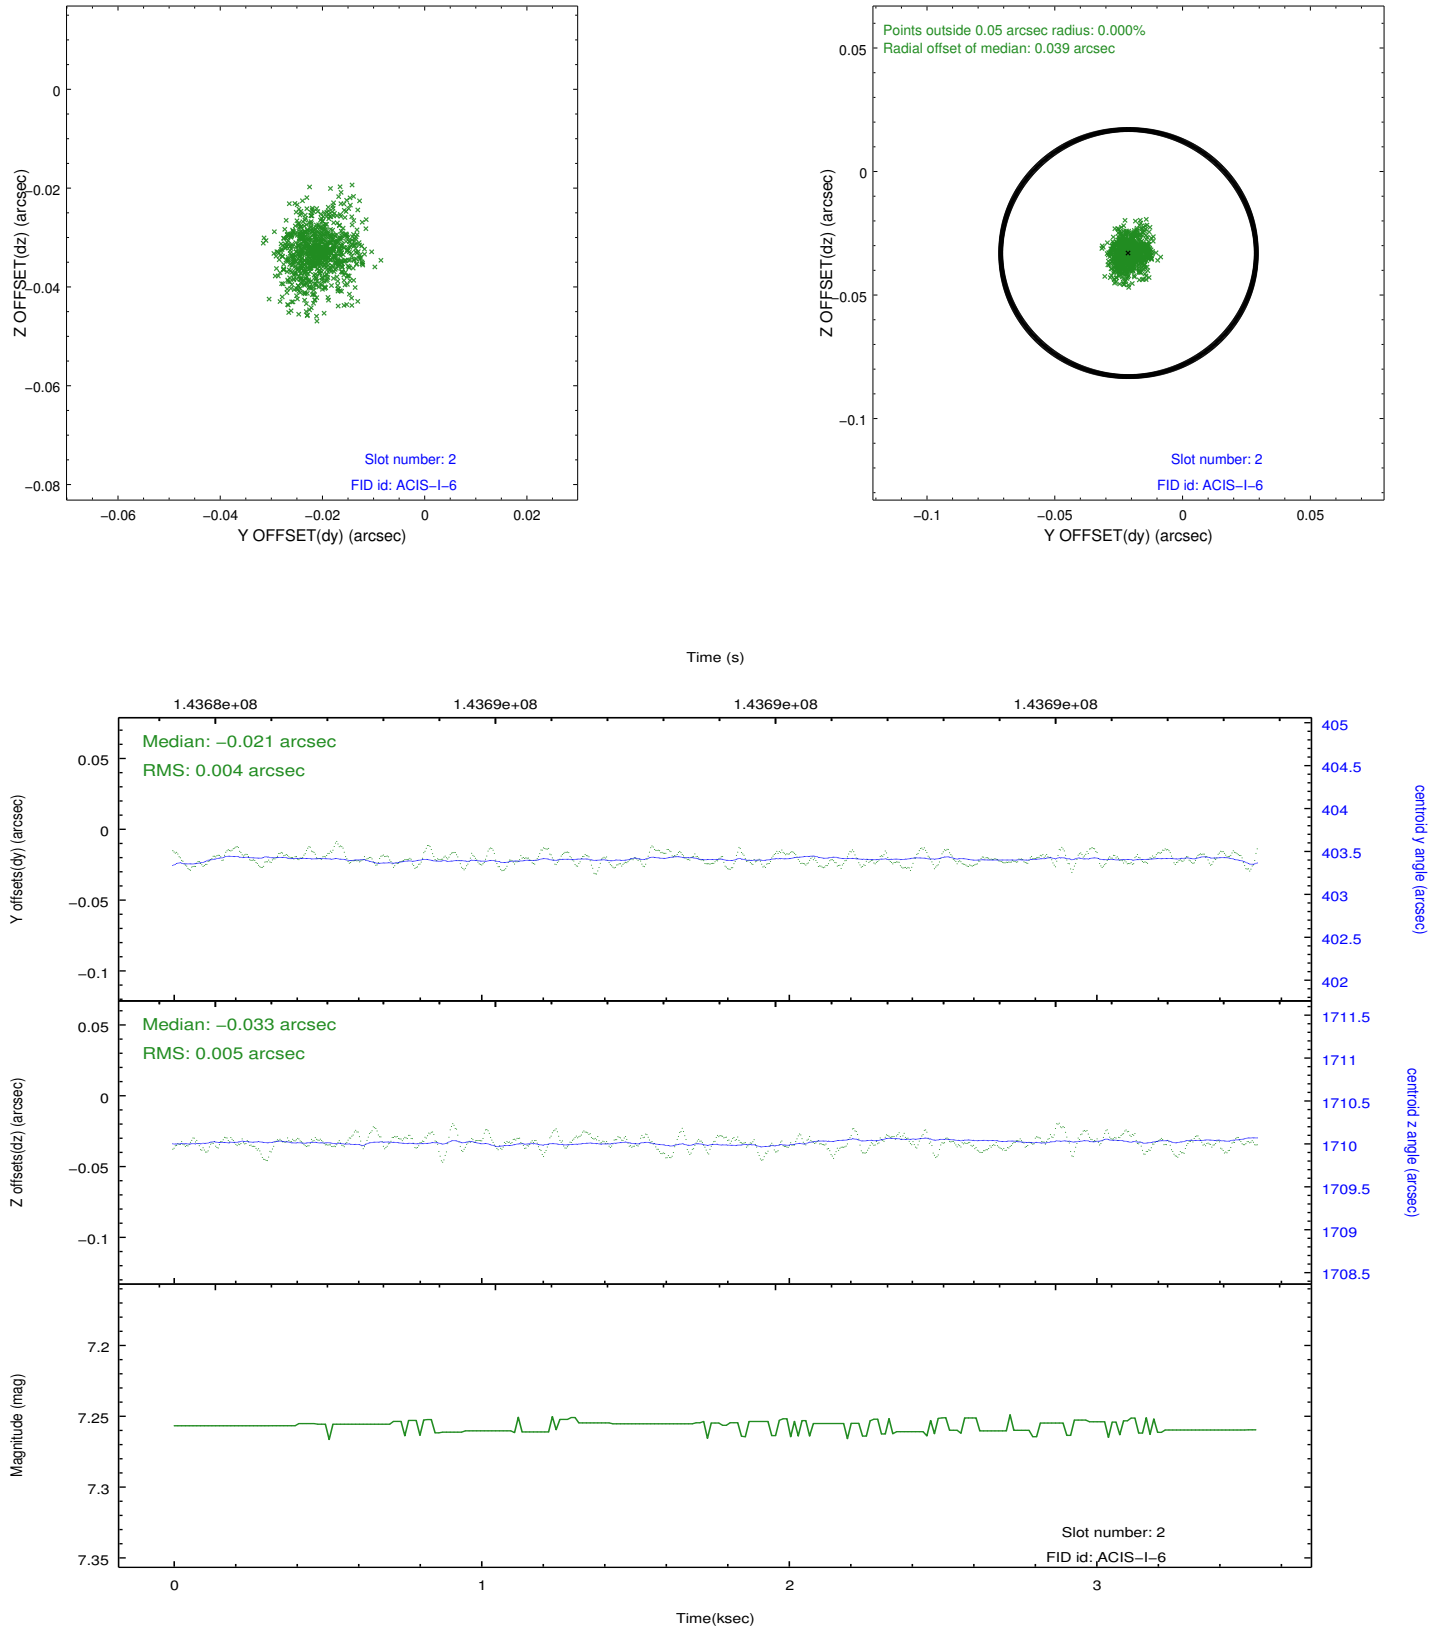 0
−0.02
−0.04
−0.06
−0.08
Z OFFSET(dz) (arcsec)
Slot number: 2
FID id: ACIS−I−6
−0.06
−0.04
−0.02
0
0.02
Y OFFSET(dy) (arcsec)
Points outside 0.05 arcsec radius: 0.000%
Radial offset of median: 0.039 arcsec
0.05
0
−0.05
−0.1
Z OFFSET(dz) (arcsec)
Slot number: 2
FID id: ACIS−I−6
−0.1
−0.05
0
0.05
Y OFFSET(dy) (arcsec)
Time (s)
1.4368e+08
1.4369e+08
1.4369e+08
1.4369e+08
Median: −0.021 arcsec
RMS: 0.004 arcsec
0.05
0
−0.05
−0.1
Y offsets(dy) (arcsec)
405
404.5
404
403.5
403
402.5
402
centroid y angle (arcsec)
Median: −0.033 arcsec
RMS: 0.005 arcsec
0.05
0
−0.05
−0.1
Z offsets(dz) (arcsec)
1711.5
1711
1710.5
1710
1709.5
1709
1708.5
centroid z angle (arcsec)
7.2
7.25
7.3
7.35
Magnitude (mag)
Slot number: 2
FID id: ACIS−I−6
0
1
2
3
Time(ksec)